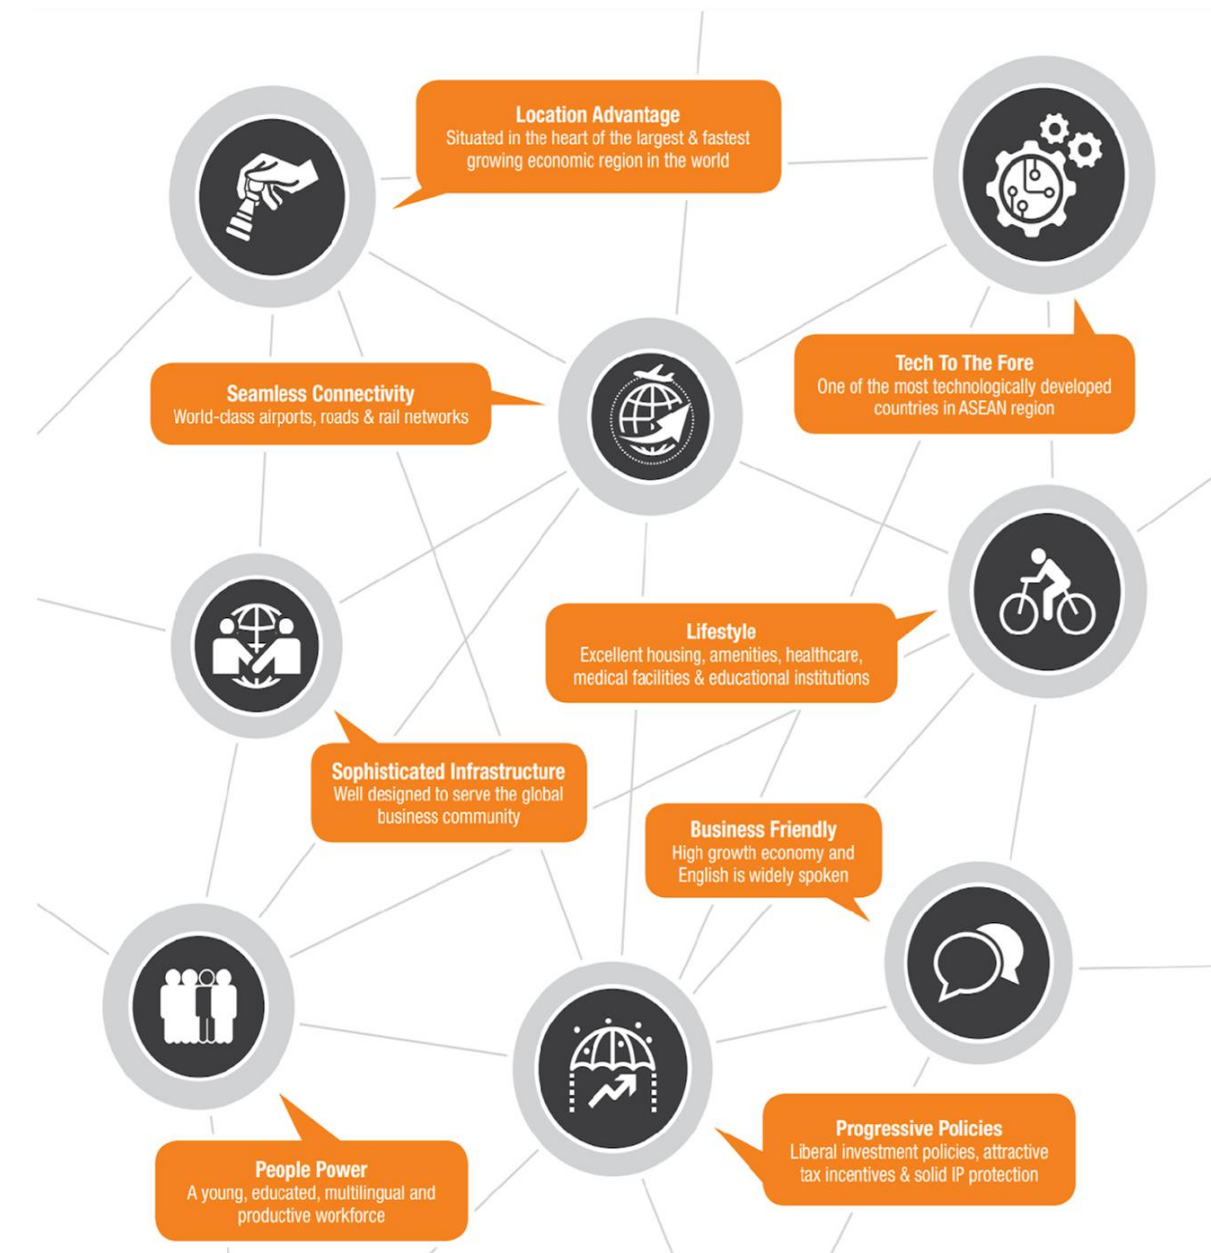 Location Advantage
Situated in the heart of the largest & fastest
growing economic region in the world
Tech To The Fore
One of the most technologically developed
countries in ASEAN region
Seamless Connectivity
World-class airports, roads & rail networks
Lifestyle
Excellent housing, amenities, healthcare,
medical facilities & educational institutions
Sophisticated Infrastructure
Well designed to serve the global
business community
Business Friendly
High growth economy and
English is widely spoken
Progressive Policies
Liberal investment policies, attractive
tax incentives & solid IP protection
People Power
A young, educated, multilingual and
productive workforce